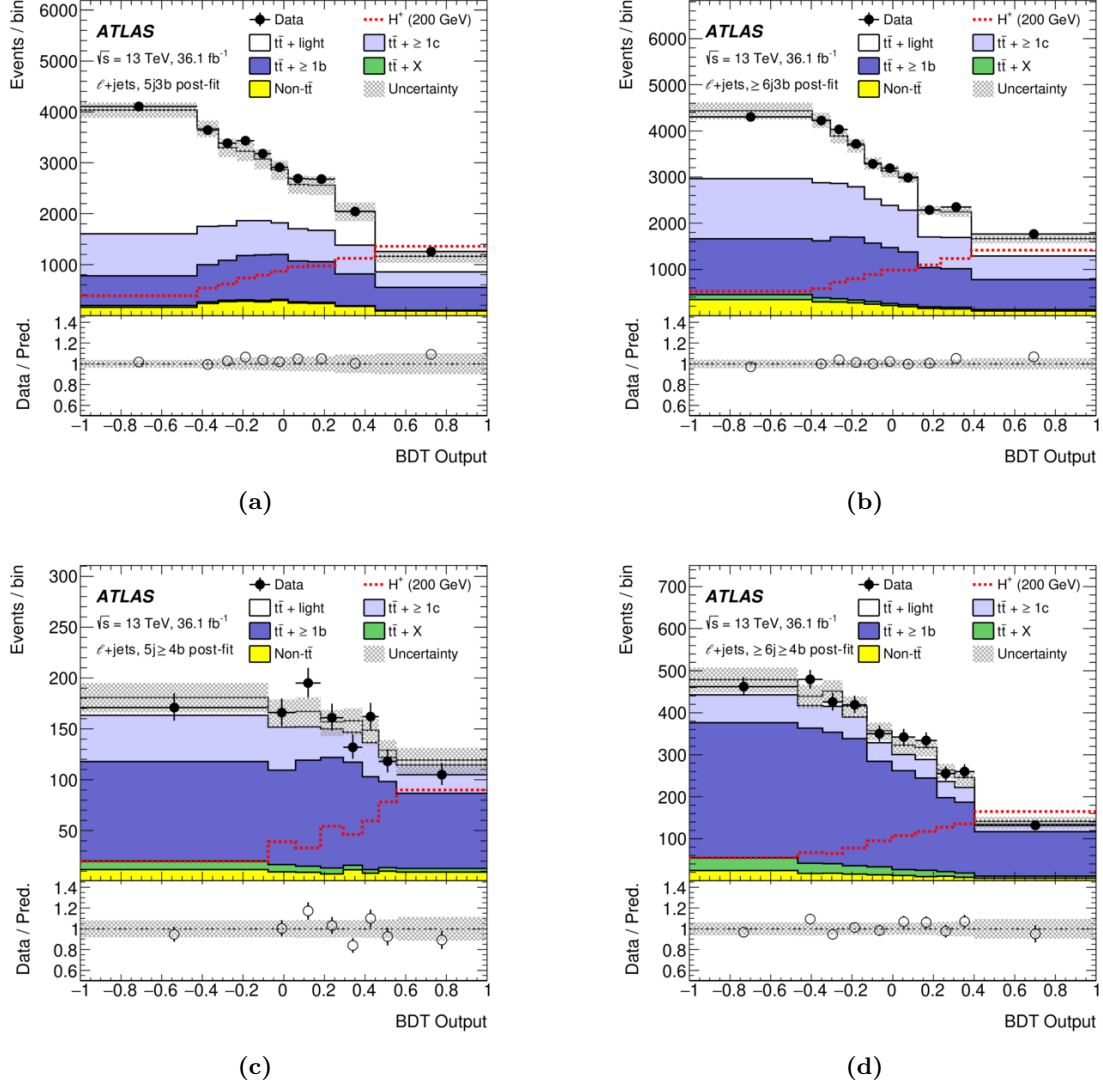 Events / bin
6000
5000
4000
3000
2000
1000
ATLAS
√s = 13 TeV, 36.1 fb⁻¹
ℓ+jets, 5j3b post-fit
Data
H⁺ (200 GeV)
tt̄ + light
tt̄ + ≥ 1c
tt̄ + ≥ 1b
tt̄ + X
Non-tt̄
Uncertainty
Data / Pred.
1.4
1.2
1
0.8
0.6
−1 −0.8 −0.6 −0.4 −0.2 0 0.2 0.4 0.6 0.8 1
BDT Output
(a)
Events / bin
6000
5000
4000
3000
2000
1000
ATLAS
√s = 13 TeV, 36.1 fb⁻¹
ℓ+jets, ≥ 6j3b post-fit
Data
H⁺ (200 GeV)
tt̄ + light
tt̄ + ≥ 1c
tt̄ + ≥ 1b
tt̄ + X
Non-tt̄
Uncertainty
Data / Pred.
1.4
1.2
1
0.8
0.6
−1 −0.8 −0.6 −0.4 −0.2 0 0.2 0.4 0.6 0.8 1
BDT Output
(b)
Events / bin
300
250
200
150
100
50
ATLAS
√s = 13 TeV, 36.1 fb⁻¹
ℓ+jets, 5j≥ 4b post-fit
Data
H⁺ (200 GeV)
tt̄ + light
tt̄ + ≥ 1c
tt̄ + ≥ 1b
tt̄ + X
Non-tt̄
Uncertainty
Data / Pred.
1.4
1.2
1
0.8
0.6
−1 −0.8 −0.6 −0.4 −0.2 0 0.2 0.4 0.6 0.8 1
BDT Output
(c)
Events / bin
700
600
500
400
300
200
100
ATLAS
√s = 13 TeV, 36.1 fb⁻¹
ℓ+jets, ≥ 6j≥ 4b post-fit
Data
H⁺ (200 GeV)
tt̄ + light
tt̄ + ≥ 1c
tt̄ + ≥ 1b
tt̄ + X
Non-tt̄
Uncertainty
Data / Pred.
1.4
1.2
1
0.8
0.6
−1 −0.8 −0.6 −0.4 −0.2 0 0.2 0.4 0.6 0.8 1
BDT Output
(d)